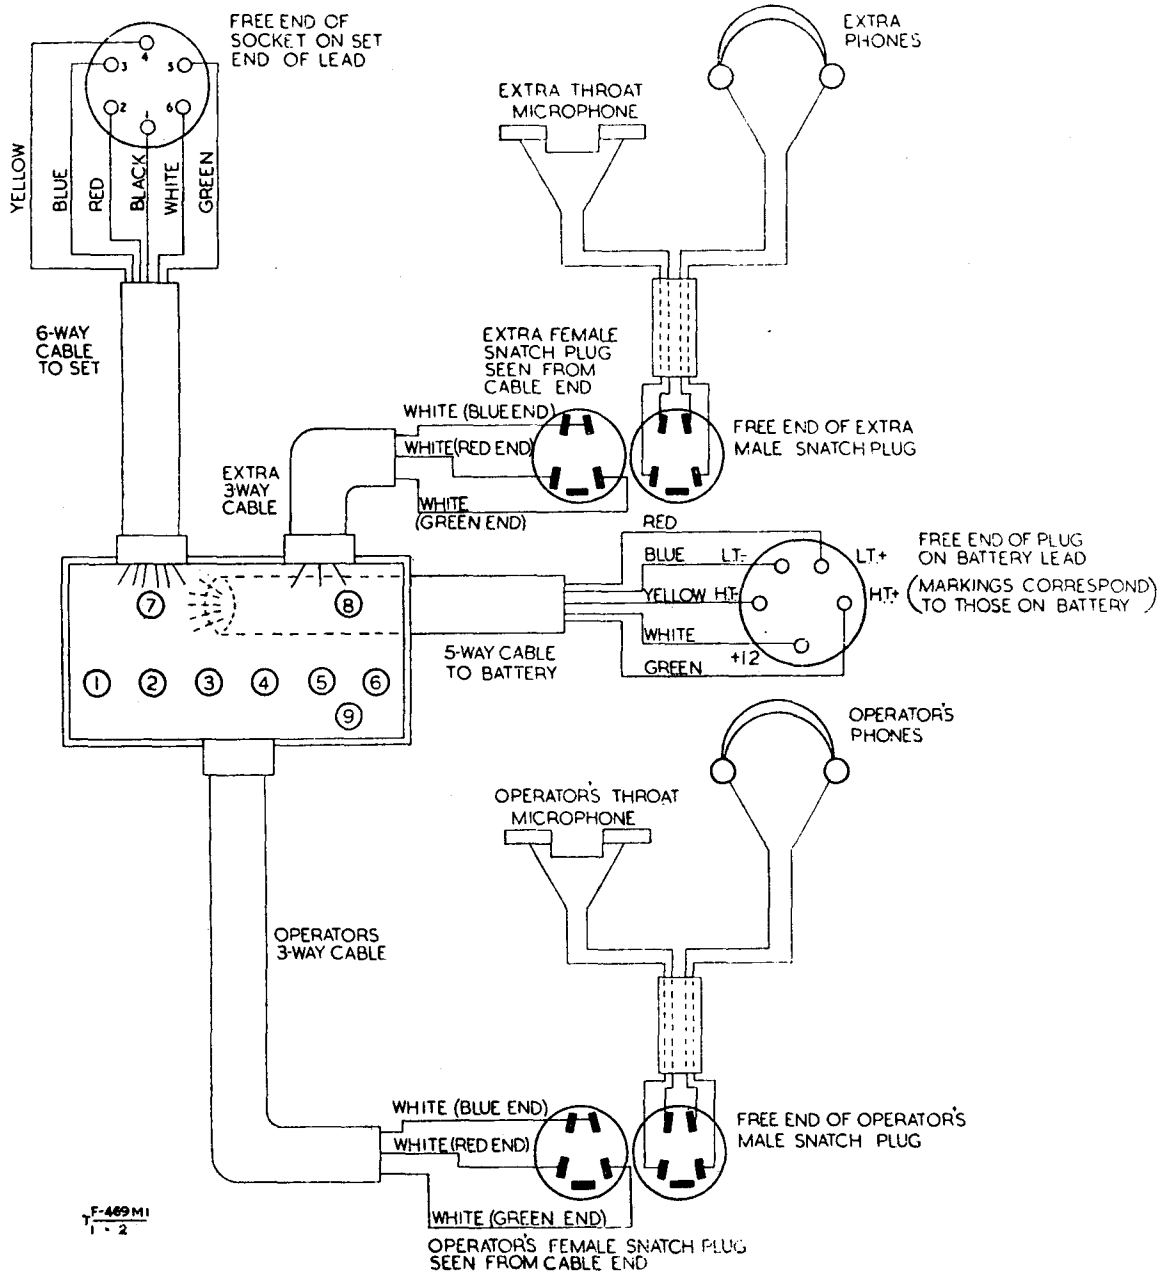 FREE END OF
SOCKET ON SET
END OF LEAD
4
3
5
2
1
6
YELLOW
BLUE
RED
BLACK
WHITE
GREEN
EXTRA
PHONES
EXTRA THROAT
MICROPHONE
6-WAY
CABLE
TO SET
EXTRA FEMALE
SNATCH PLUG
SEEN FROM
CABLE END
WHITE (BLUE END)
WHITE (RED END)
WHITE
(GREEN END)
FREE END OF EXTRA
MALE SNATCH PLUG
EXTRA
3-WAY
CABLE
RED
BLUE L.T.-
YELLOW H.T.-
WHITE
+12
GREEN
L.T.+
H.T.+
FREE END OF PLUG
ON BATTERY LEAD
(MARKINGS CORRESPOND
TO THOSE ON BATTERY)
7
8
1
2
3
4
5
6
9
5-WAY CABLE
TO BATTERY
OPERATOR'S
PHONES
OPERATOR'S THROAT
MICROPHONE
OPERATORS
3-WAY CABLE
WHITE (BLUE END)
WHITE (RED END)
WHITE (GREEN END)
FREE END OF OPERATOR'S
MALE SNATCH PLUG
OPERATOR'S FEMALE SNATCH PLUG
SEEN FROM CABLE END
T F-469 M1
1 - 2